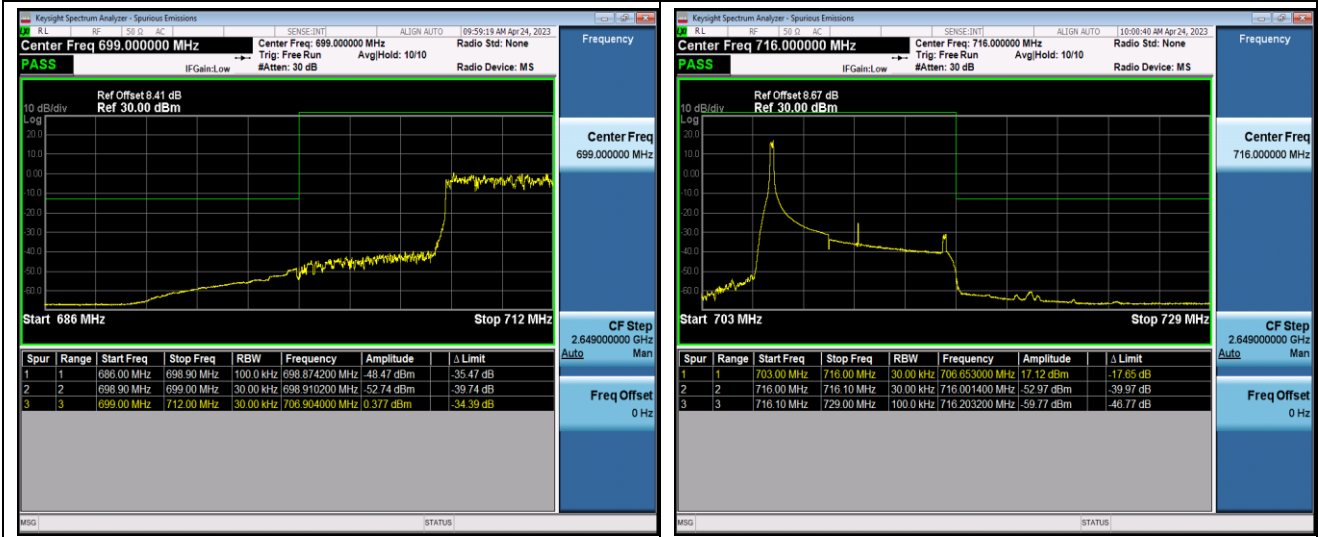 Keysight Spectrum Analyzer - Spurious Emissions
RL RF 50 Ω AC SENSE:INT ALIGN AUTO 09:59:19 AM Apr 24, 2023
Center Freq 699.000000 MHz
Center Freq: 699.000000 MHz Radio Std: None
Trig: Free Run Avg|Hold: 10/10
PASS IFGain:Low #Atten: 30 dB Radio Device: MS
Ref Offset 8.41 dB
10 dB/div Ref 30.00 dBm
Log
20.0
10.0
0.00
-10.0
-20.0
-30.0
-40.0
-50.0
-60.0
Start 686 MHz Stop 712 MHz
Spur Range Start Freq Stop Freq RBW Frequency Amplitude Δ Limit
1 1 686.00 MHz 698.90 MHz 100.0 kHz 698.874200 MHz -48.47 dBm -35.47 dB
2 2 698.90 MHz 699.00 MHz 30.00 kHz 698.910200 MHz -52.74 dBm -39.74 dB
3 3 699.00 MHz 712.00 MHz 30.00 kHz 706.904000 MHz 0.377 dBm -34.39 dB
MSG STATUS
Frequency
Center Freq
699.000000 MHz
CF Step
2.649000000 GHz
Auto Man
Freq Offset
0 Hz
Keysight Spectrum Analyzer - Spurious Emissions
RL RF 50 Ω AC SENSE:INT ALIGN AUTO 10:00:40 AM Apr 24, 2023
Center Freq 716.000000 MHz
Center Freq: 716.000000 MHz Radio Std: None
Trig: Free Run Avg|Hold: 10/10
PASS IFGain:Low #Atten: 30 dB Radio Device: MS
Ref Offset 8.67 dB
10 dB/div Ref 30.00 dBm
Log
20.0
10.0
0.00
-10.0
-20.0
-30.0
-40.0
-50.0
-60.0
Start 703 MHz Stop 729 MHz
Spur Range Start Freq Stop Freq RBW Frequency Amplitude Δ Limit
1 1 703.00 MHz 716.00 MHz 30.00 kHz 706.653000 MHz 17.12 dBm -17.65 dB
2 2 716.00 MHz 716.10 MHz 30.00 kHz 716.001400 MHz -52.97 dBm -39.97 dB
3 3 716.10 MHz 729.00 MHz 100.0 kHz 716.203200 MHz -59.77 dBm -46.77 dB
MSG STATUS
Frequency
Center Freq
716.000000 MHz
CF Step
2.649000000 GHz
Auto Man
Freq Offset
0 Hz